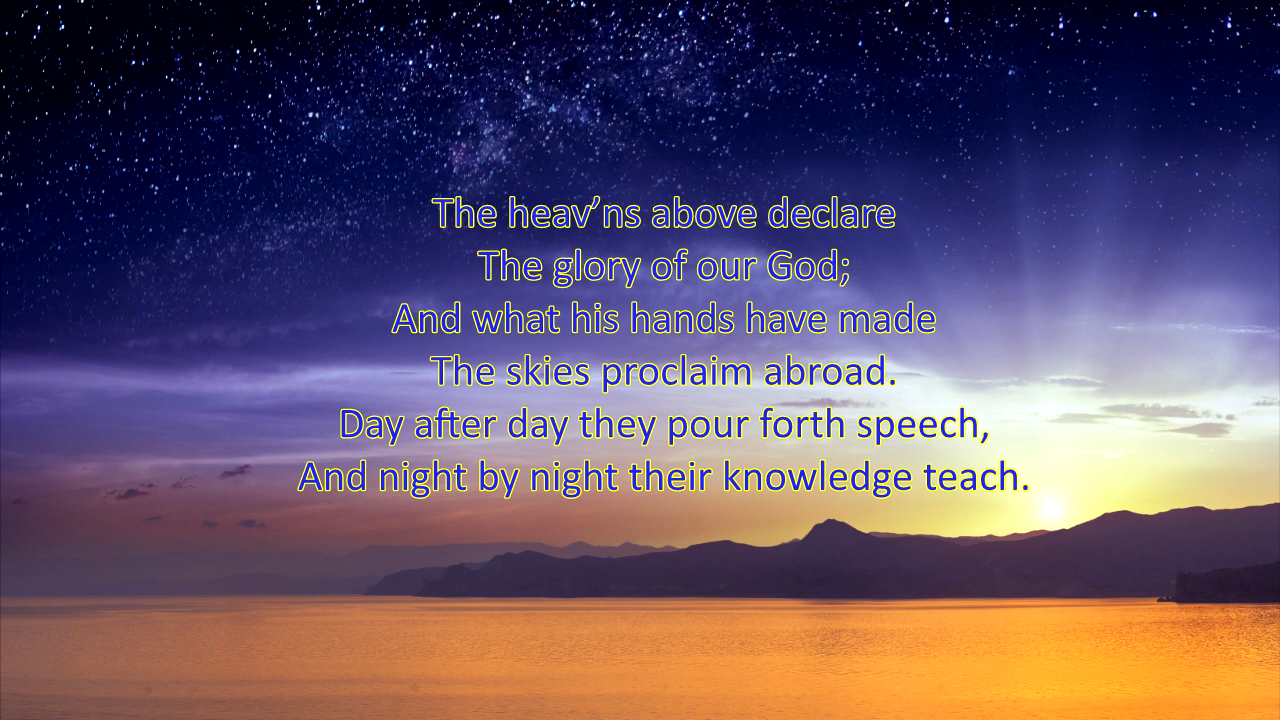 The heav’ns above declare
The glory of our God;
And what his hands have made
The skies proclaim abroad.
Day after day they pour forth speech,
And night by night their knowledge teach.